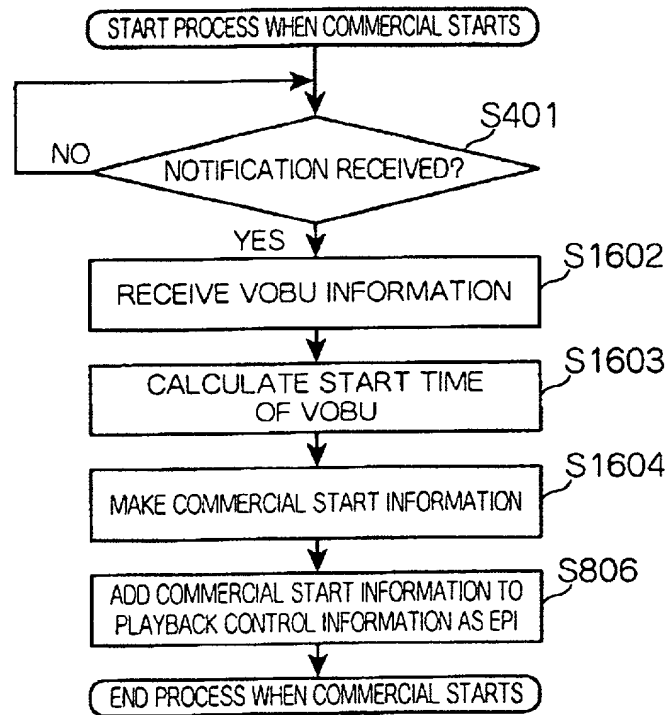 START PROCESS WHEN COMMERCIAL STARTS
S401
NO
NOTIFICATION RECEIVED?
YES
S1602
RECEIVE VOBU INFORMATION
S1603
CALCULATE START TIME
OF VOBU
S1604
MAKE COMMERCIAL START INFORMATION
S806
ADD COMMERCIAL START INFORMATION TO
PLAYBACK CONTROL INFORMATION AS EPI
END PROCESS WHEN COMMERCIAL STARTS